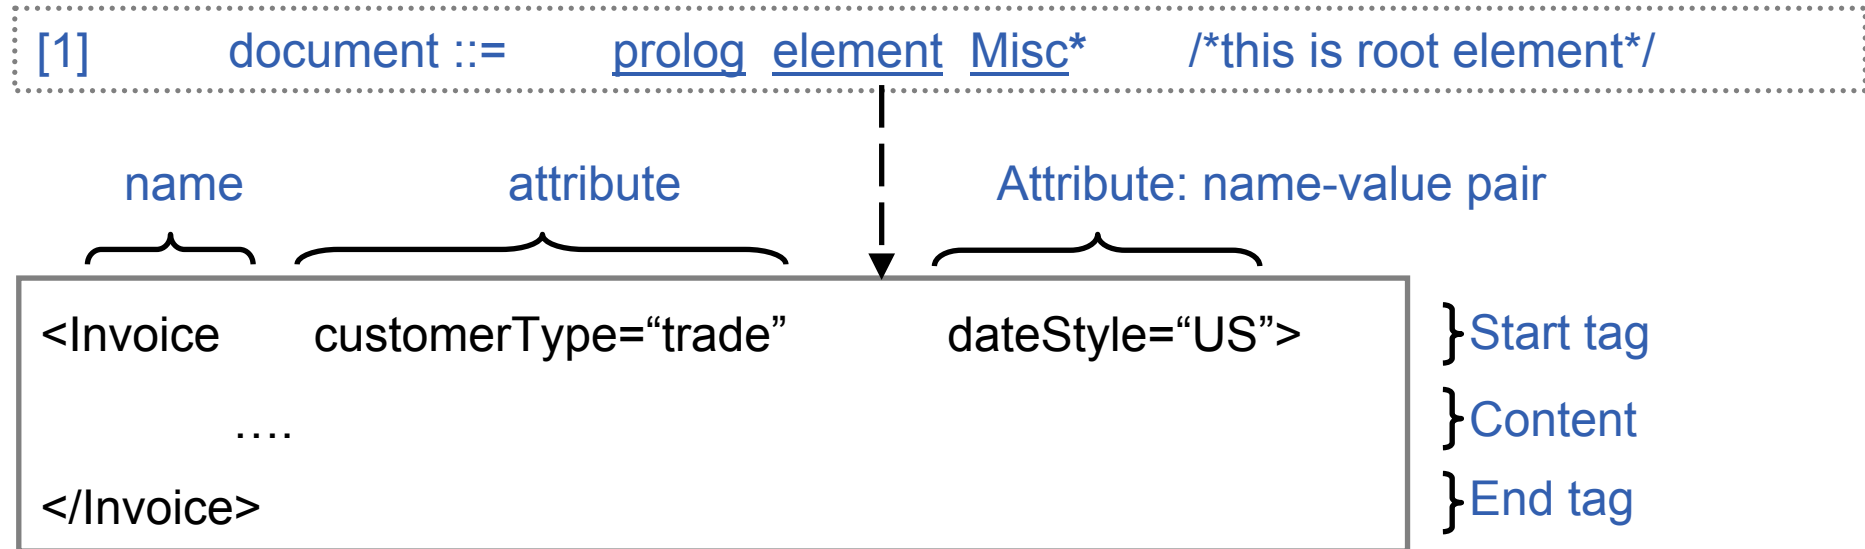 [1] document ::= prolog element Misc* /*this is root element*/
name attribute Attribute: name-value pair
<Invoice customerType=“trade” dateStyle=“US”> Start tag
…. Content
</Invoice> End tag